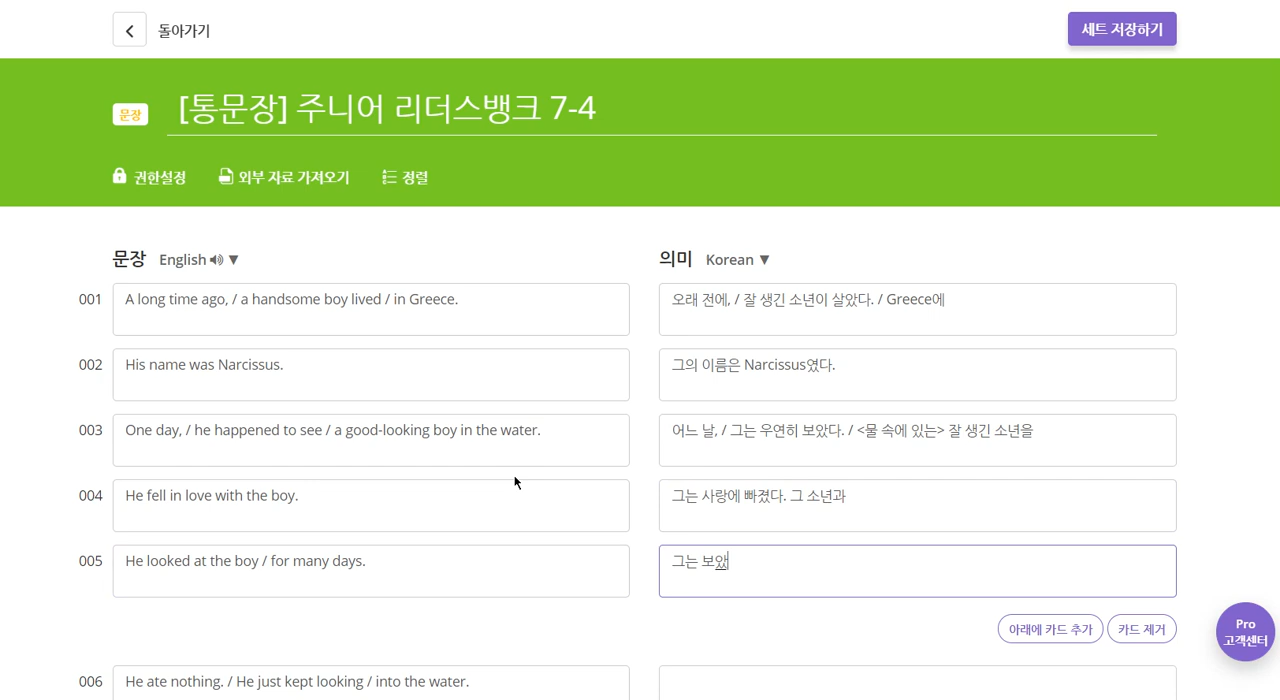 돌아가기
세트 저장하기
문장
[통문장] 주니어 리더스뱅크 7-4
권한설정
외부 자료 가져오기
정렬
문장 English ▼
의미 Korean ▼
001 A long time ago, / a handsome boy lived / in Greece.
오래 전에, / 잘 생긴 소년이 살았다. / Greece에
002 His name was Narcissus.
그의 이름은 Narcissus였다.
003 One day, / he happened to see / a good-looking boy in the water.
어느 날, / 그는 우연히 보았다. / <물 속에 있는> 잘 생긴 소년을
004 He fell in love with the boy.
그는 사랑에 빠졌다. 그 소년과
005 He looked at the boy / for many days.
그는 보았
아래에 카드 추가
카드 제거
Pro
고객센터
006 He ate nothing. / He just kept looking / into the water.